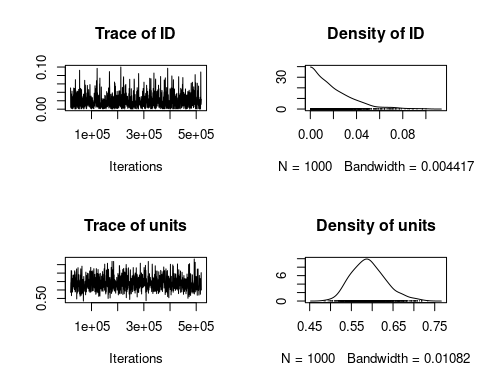 Trace of ID
0.00 0.10
1e+05 3e+05 5e+05
Iterations
Density of ID
0 30
0.00 0.04 0.08
N = 1000 Bandwidth = 0.004417
Trace of units
0.50
1e+05 3e+05 5e+05
Iterations
Density of units
0 6
0.45 0.55 0.65 0.75
N = 1000 Bandwidth = 0.01082